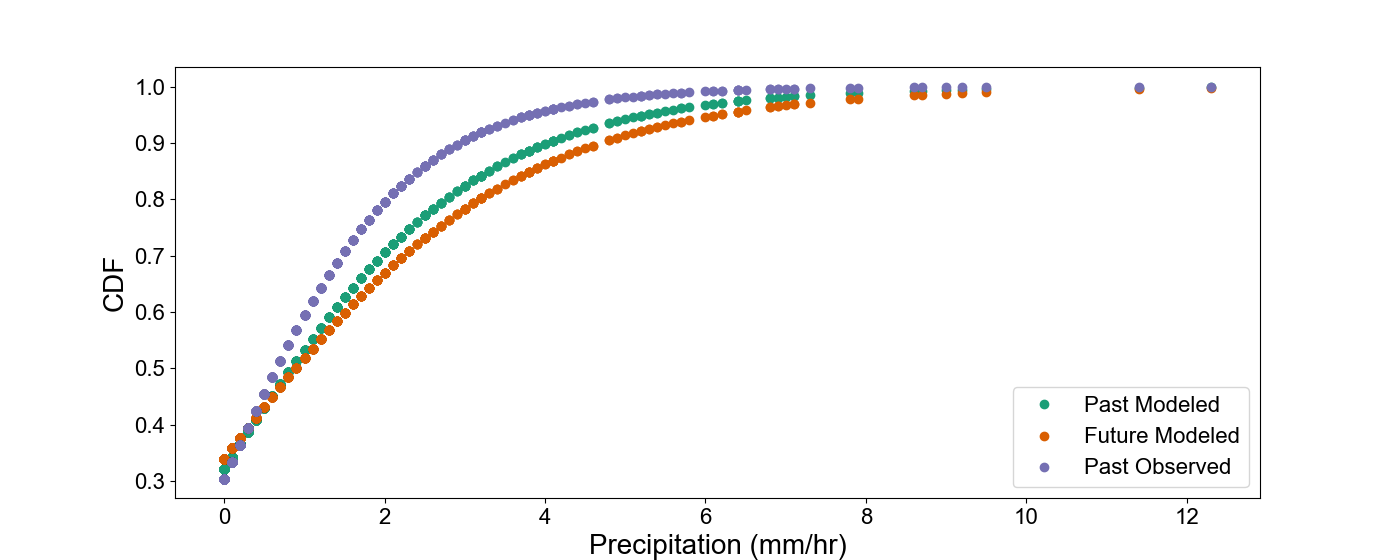 1.0
0.9
0.8
0.7
0.6
0.5
0.4
0.3
CDF
0 2 4 6 8 10 12
Precipitation (mm/hr)
Past Modeled
Future Modeled
Past Observed